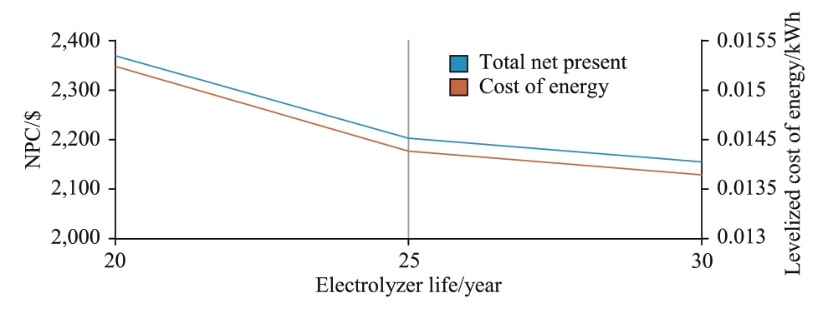 2,400
2,300
2,200
2,100
2,000
NPC/$
20
25
30
Electrolyzer life/year
Total net present
Cost of energy
0.0155
0.015
0.0145
0.0135
0.013
Levelized cost of energy/kWh